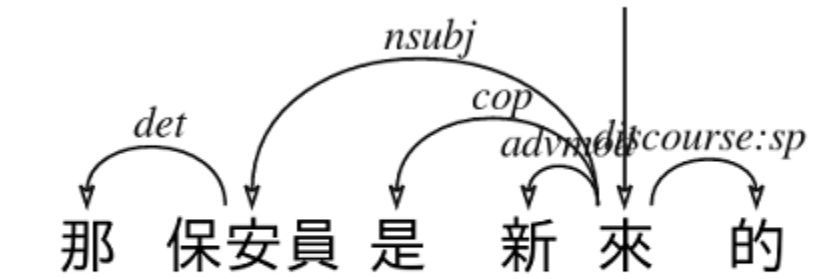 nsubj
cop
det advmod discourse:sp
那 保安員 是 新 來 的